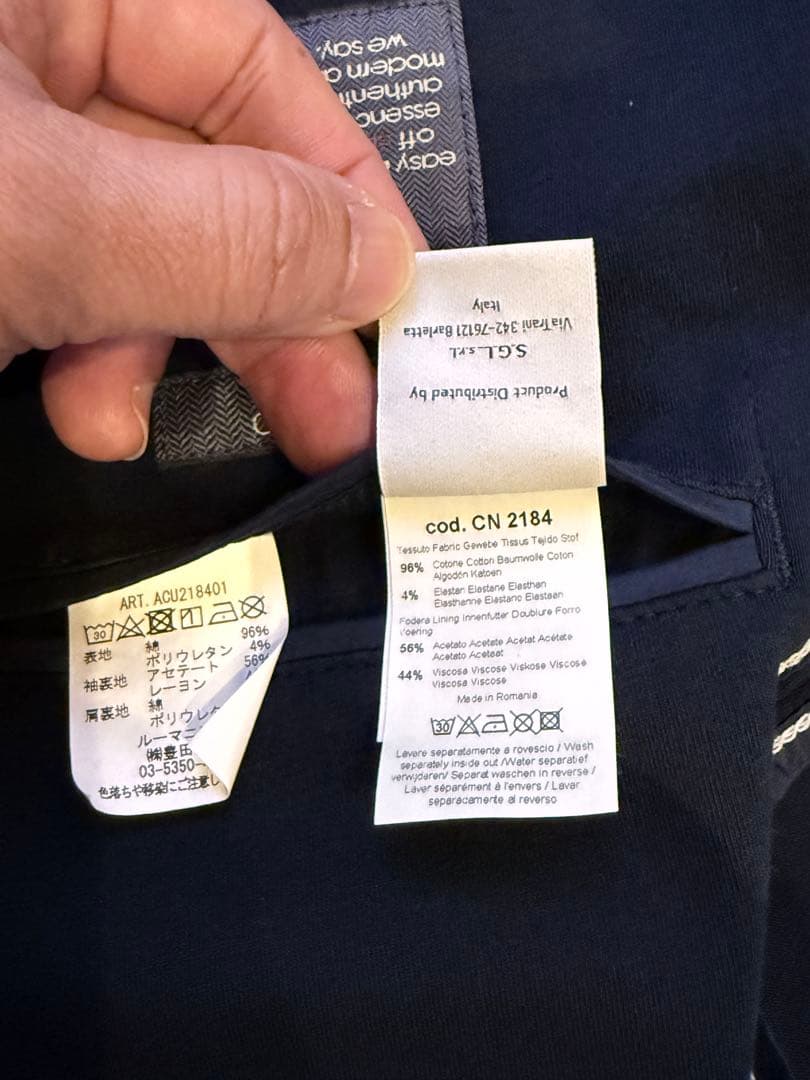 easy
off
essenc
authenti
modern a
we say.
Product Distributed by
S.G.L. s.r.l.
Via Trani 342-76121 Barletta
Italy
cod. CN 2184
Tessuto Fabric Gewebe Tissus Tejido Stof
96% Cotone Cotton Baumwolle Coton
Algodón Katoen
4% Elastan Elastane Elasthan
Elasthanne Elastano Elastaan
Fodera Lining Innenfutter Doublure Forro
Voering
56% Acetato Acetate Acetat Acétate
Acetato Acetaat
44% Viscosa Viscose Viskose Viscose
Viscosa Viscose
Made in Romania
30
Lavare separatamente a rovescio / Wash
separately inside out /Water separatief
verwijderen/ Separat waschen in reverse /
Laver séparément à l'envers / Lavar
separadamente al reverso
ART. ACU218401
30
表地 綿 96%
ポリウレタン 4%
袖裏地 アセテート 56%
レーヨン
肩裏地 綿
ポリウレタ
ルーマニ
㈱豊田
03-5350-
色落ちや移染にご注意し